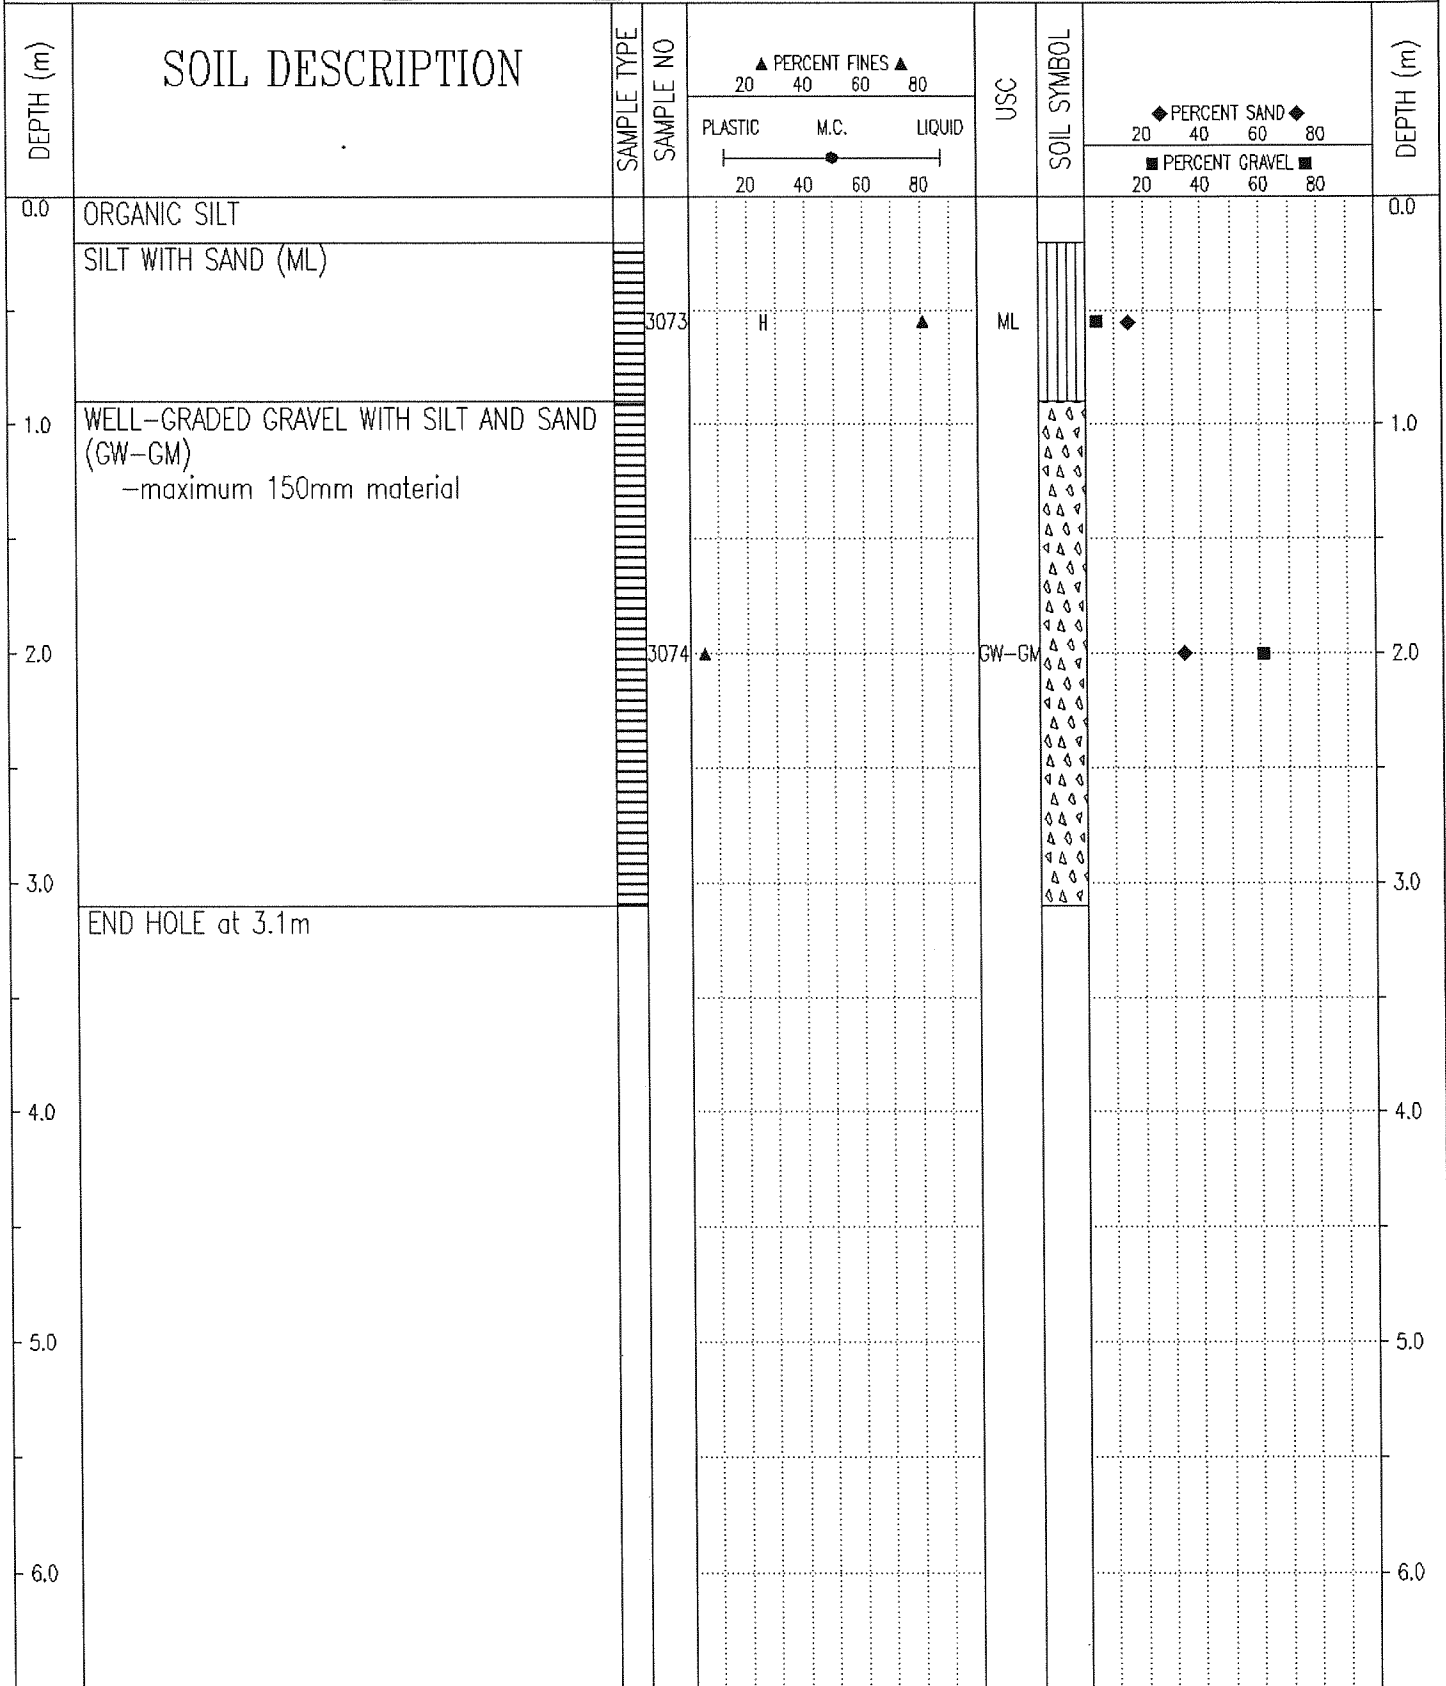 DEPTH (m)
SOIL DESCRIPTION
SAMPLE TYPE
SAMPLE NO
▲ PERCENT FINES ▲
20 40 60 80
PLASTIC M.C. LIQUID
20 40 60 80
USC
SOIL SYMBOL
◆ PERCENT SAND ◆
20 40 60 80
■ PERCENT GRAVEL ■
20 40 60 80
DEPTH (m)
0.0 ORGANIC SILT 0.0
SILT WITH SAND (ML)
3073 H ML
1.0 WELL-GRADED GRAVEL WITH SILT AND SAND 1.0
(GW-GM)
-maximum 150mm material
2.0 3074 GW-GM 2.0
3.0 3.0
END HOLE at 3.1m
4.0 4.0
5.0 5.0
6.0 6.0